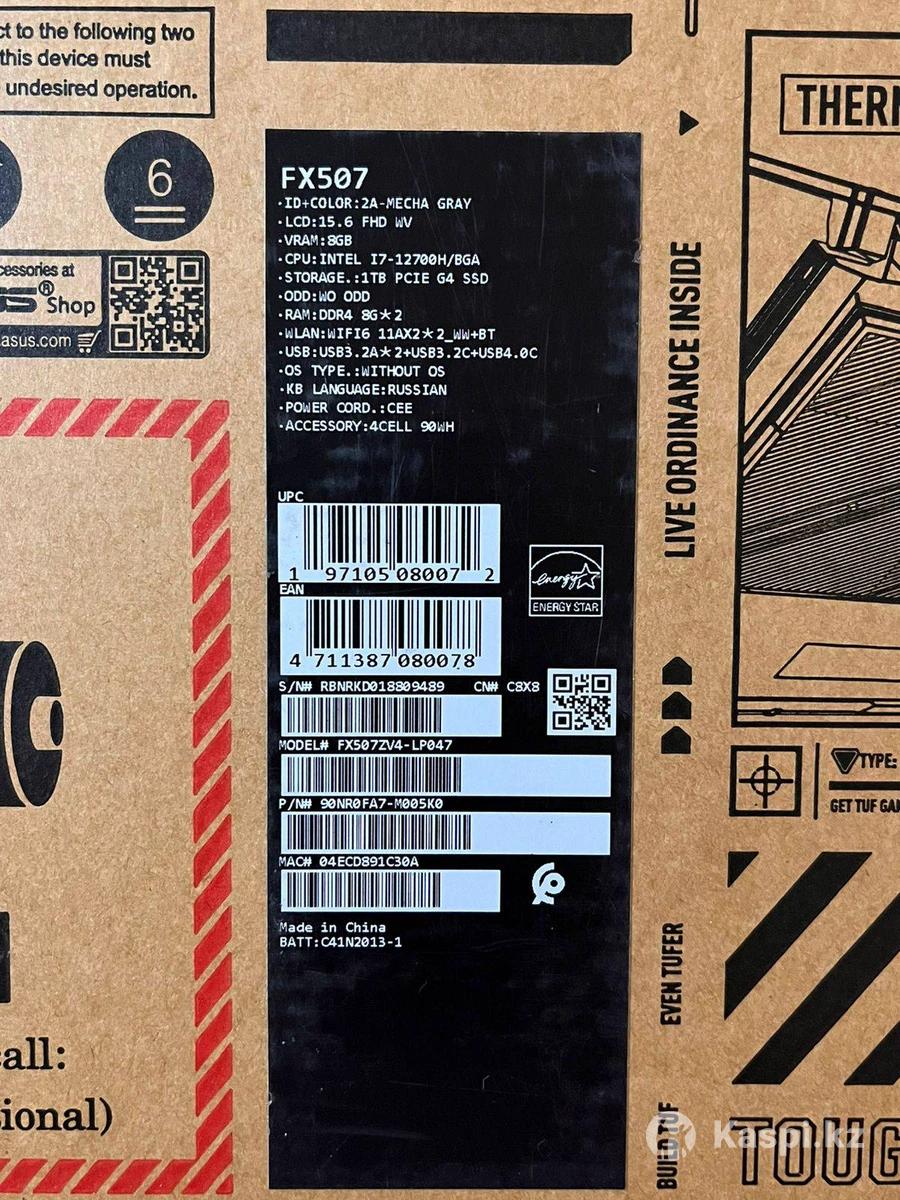 ct to the following two
this device must
undesired operation.
6
cessories at
Shop
asus.com
FX507
·ID+COLOR:2A-MECHA GRAY
·LCD:15.6 FHD WV
·VRAM:8GB
·CPU:INTEL I7-12700H/BGA
·STORAGE.:1TB PCIE G4 SSD
·ODD:WO ODD
·RAM:DDR4 8G*2
·WLAN:WIFI6 11AX2*2_WW+BT
·USB:USB3.2A*2+USB3.2C+USB4.0C
·OS TYPE.:WITHOUT OS
·KB LANGUAGE:RUSSIAN
·POWER CORD.:CEE
·ACCESSORY:4CELL 90WH
UPC
1 97105 08007 2
EAN
4 711387 080078
energy
ENERGY STAR
S/N# RBNRKD018809489 CN# C8X8
MODEL# FX507ZV4-LP047
P/N# 90NR0FA7-M005K0
MAC# 04ECD891C30A
Made in China
BATT:C41N2013-1
call:
sional)
THERM
LIVE ORDINANCE INSIDE
TYPE:
GET TUF GA
EVEN TUFER
BUILD TUF
TOUG
Kaspi.kz